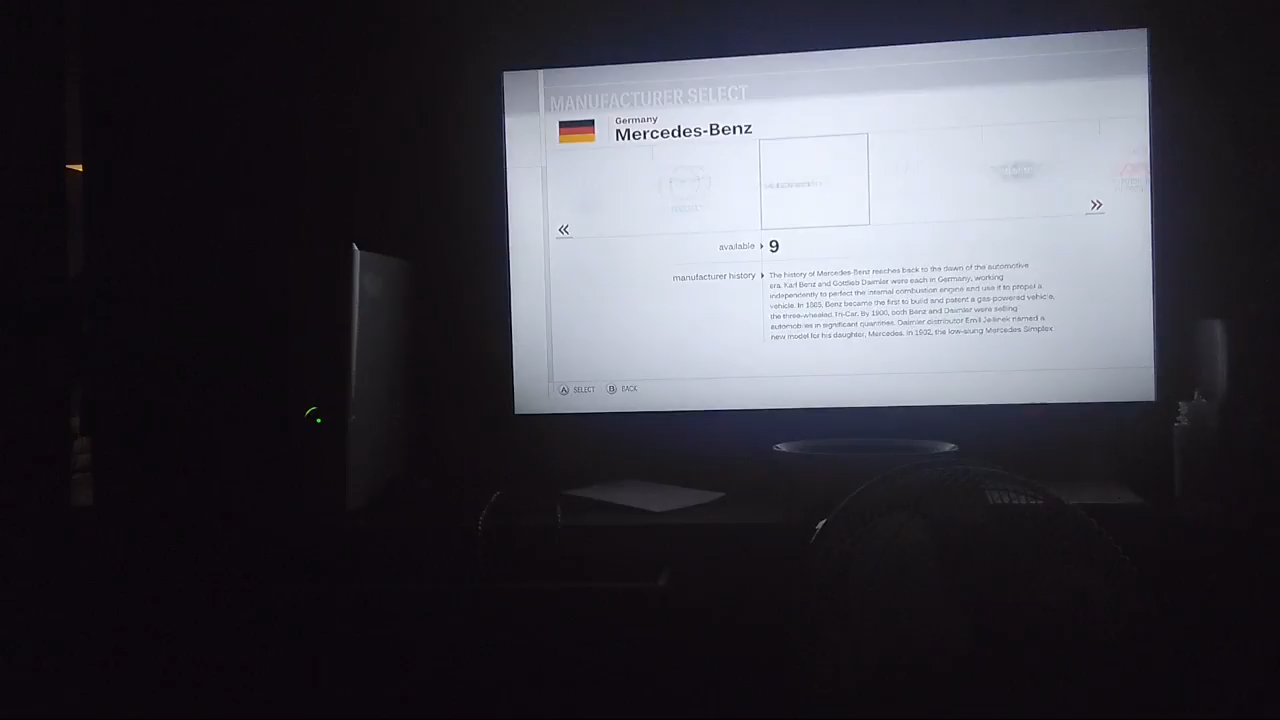 MANUFACTURER SELECT
Germany
Mercedes-Benz
available 9
manufacturer history
The history of Mercedes-Benz reaches back to the dawn of the automotive
era. Karl Benz and Gottlieb Daimler were each in Germany, working
independently to perfect the internal combustion engine and use it to propel a
vehicle. In 1885, Benz became the first to build and patent a gas-powered vehicle,
the three-wheeled, Tri-Car. By 1900, both Benz and Daimler were selling
automobiles in significant quantities. Daimler distributor Emil Jellinek named a
new model for his daughter, Mercedes. In 1902, the low-slung Mercedes Simplex
A SELECT B BACK